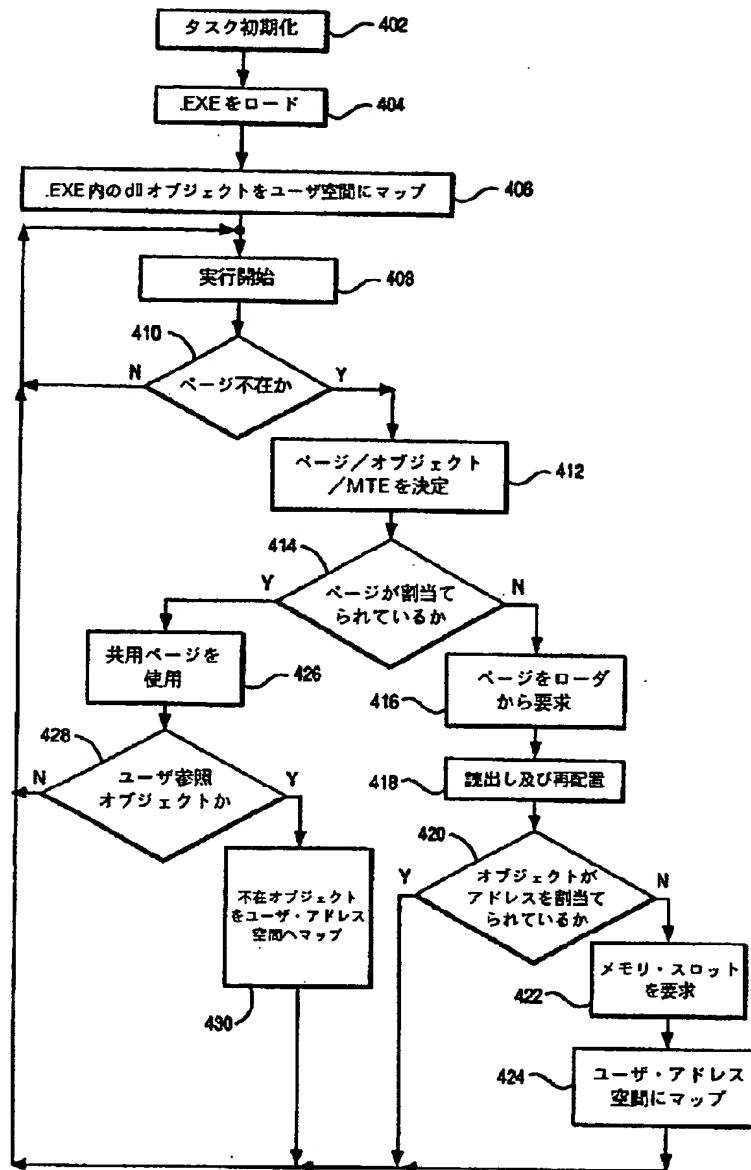 タスク初期化
402
.EXEをロード
404
.EXE内のdllオブジェクトをユーザ空間にマップ
406
実行開始
408
410
N
ページ不在か
Y
ページ/オブジェクト
/MTEを決定
412
414
Y
ページが割当て
られているか
N
共用ページを
使用
426
416
ページをローダ
から要求
428
N
ユーザ参照
オブジェクトか
Y
418
読出し及び再配置
420
Y
オブジェクトが
アドレスを割当て
られているか
N
不在オブジェクト
をユーザ・アドレス
空間へマップ
430
メモリ・スロット
を要求
422
424
ユーザ・アドレス
空間にマップ